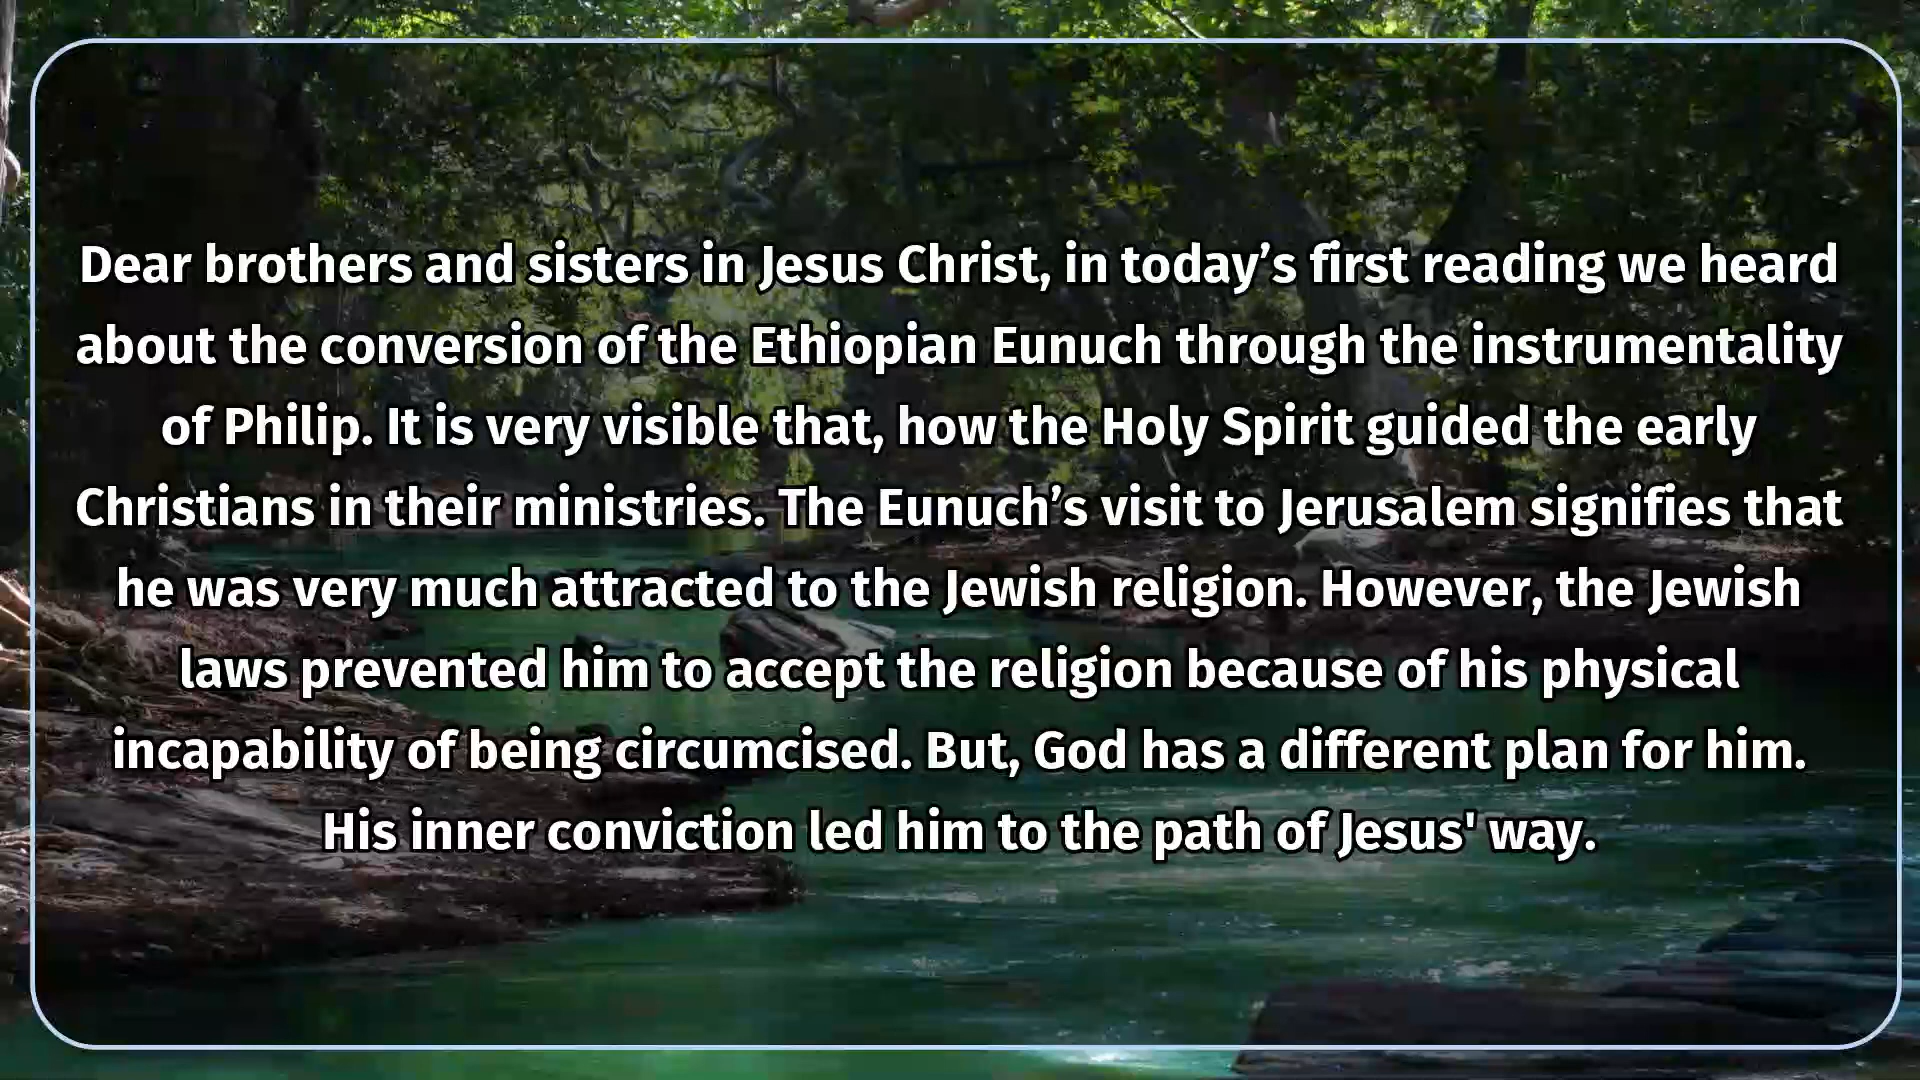 Dear brothers and sisters in Jesus Christ, in today’s first reading we heard
about the conversion of the Ethiopian Eunuch through the instrumentality
of Philip. It is very visible that, how the Holy Spirit guided the early
Christians in their ministries. The Eunuch’s visit to Jerusalem signifies that
he was very much attracted to the Jewish religion. However, the Jewish
laws prevented him to accept the religion because of his physical
incapability of being circumcised. But, God has a different plan for him.
His inner conviction led him to the path of Jesus' way.